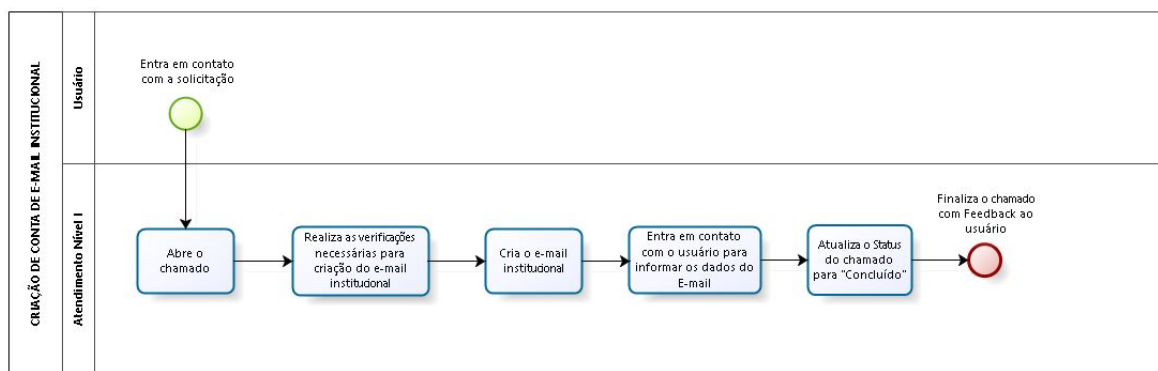 CRIAÇÃO DE CONTA DE E-MAIL INSTITUCIONAL
Usuário
Entra em contato
com a solicitação
Atendimento Nível I
Abre o
chamado
Realiza as verificações
necessárias para
criação do e-mail
institucional
Cria o e-mail
institucional
Entra em contato
com o usuário para
informar os dados do
E-mail
Atualiza o Status
do chamado
para "Concluído"
Finaliza o chamado
com Feedback ao
usuário